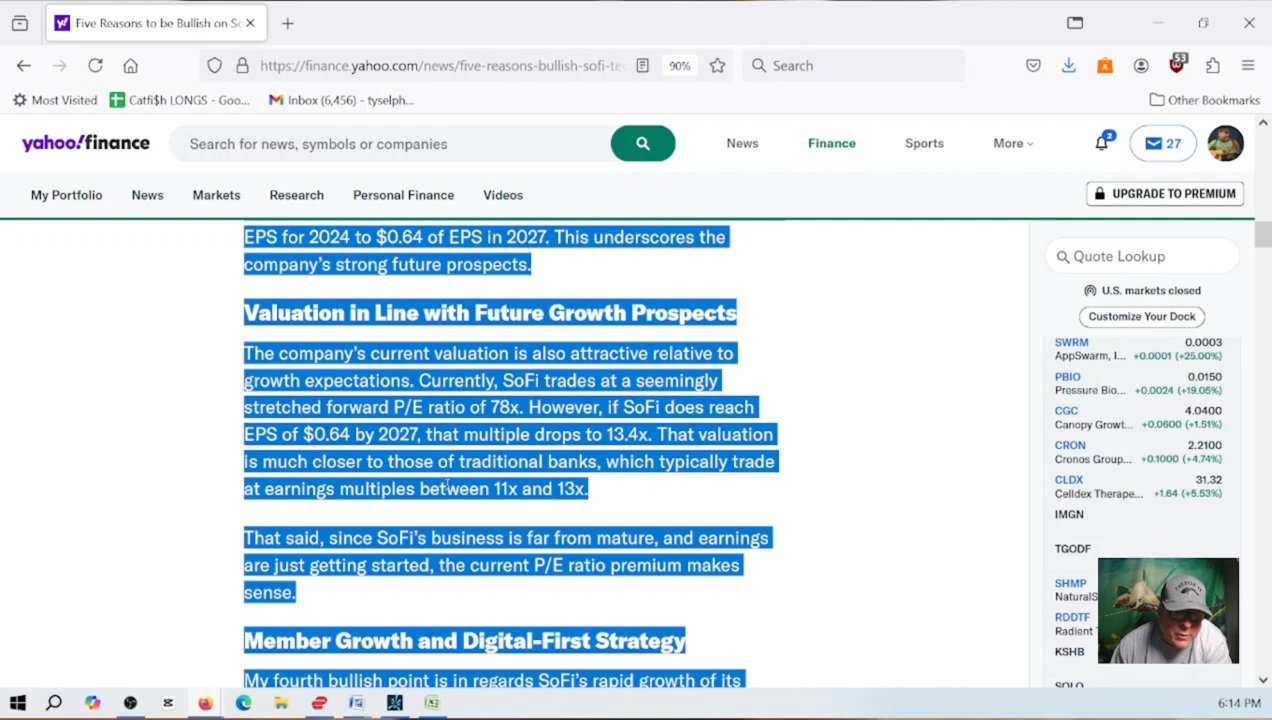 Five Reasons to be Bullish on So
https://finance.yahoo.com/news/five-reasons-bullish-sofi-te
90%
Search
53
Most Visited
Catfi$h LONGS - Goo...
Inbox (6,456) - tyselph...
Other Bookmarks
yahoo!finance
Search for news, symbols or companies
News
Finance
Sports
More
2
27
My Portfolio
News
Markets
Research
Personal Finance
Videos
UPGRADE TO PREMIUM
EPS for 2024 to $0.64 of EPS in 2027. This underscores the
company's strong future prospects.
Valuation in Line with Future Growth Prospects
The company's current valuation is also attractive relative to
growth expectations. Currently, SoFi trades at a seemingly
stretched forward P/E ratio of 78x. However, if SoFi does reach
EPS of $0.64 by 2027, that multiple drops to 13.4x. That valuation
is much closer to those of traditional banks, which typically trade
at earnings multiples between 11x and 13x.
That said, since SoFi's business is far from mature, and earnings
are just getting started, the current P/E ratio premium makes
sense.
Member Growth and Digital-First Strategy
My fourth bullish point is in regards SoFi's rapid growth of its
Quote Lookup
U.S. markets closed
Customize Your Dock
SWRM 0.0003
AppSwarm, I... +0.0001 (+25.00%)
PBIO 0.0150
Pressure Bio... +0.0024 (+19.05%)
CGC 4.0400
Canopy Growt... +0.0600 (+1.51%)
CRON 2.2100
Cronos Group... +0.1000 (+4.74%)
CLDX 31.32
Celldex Therape... +1.64 (+5.53%)
IMGN
TGODF
SHMP
NaturalS
RDDTF
Radient
KSHB
SOLO
6:14 PM